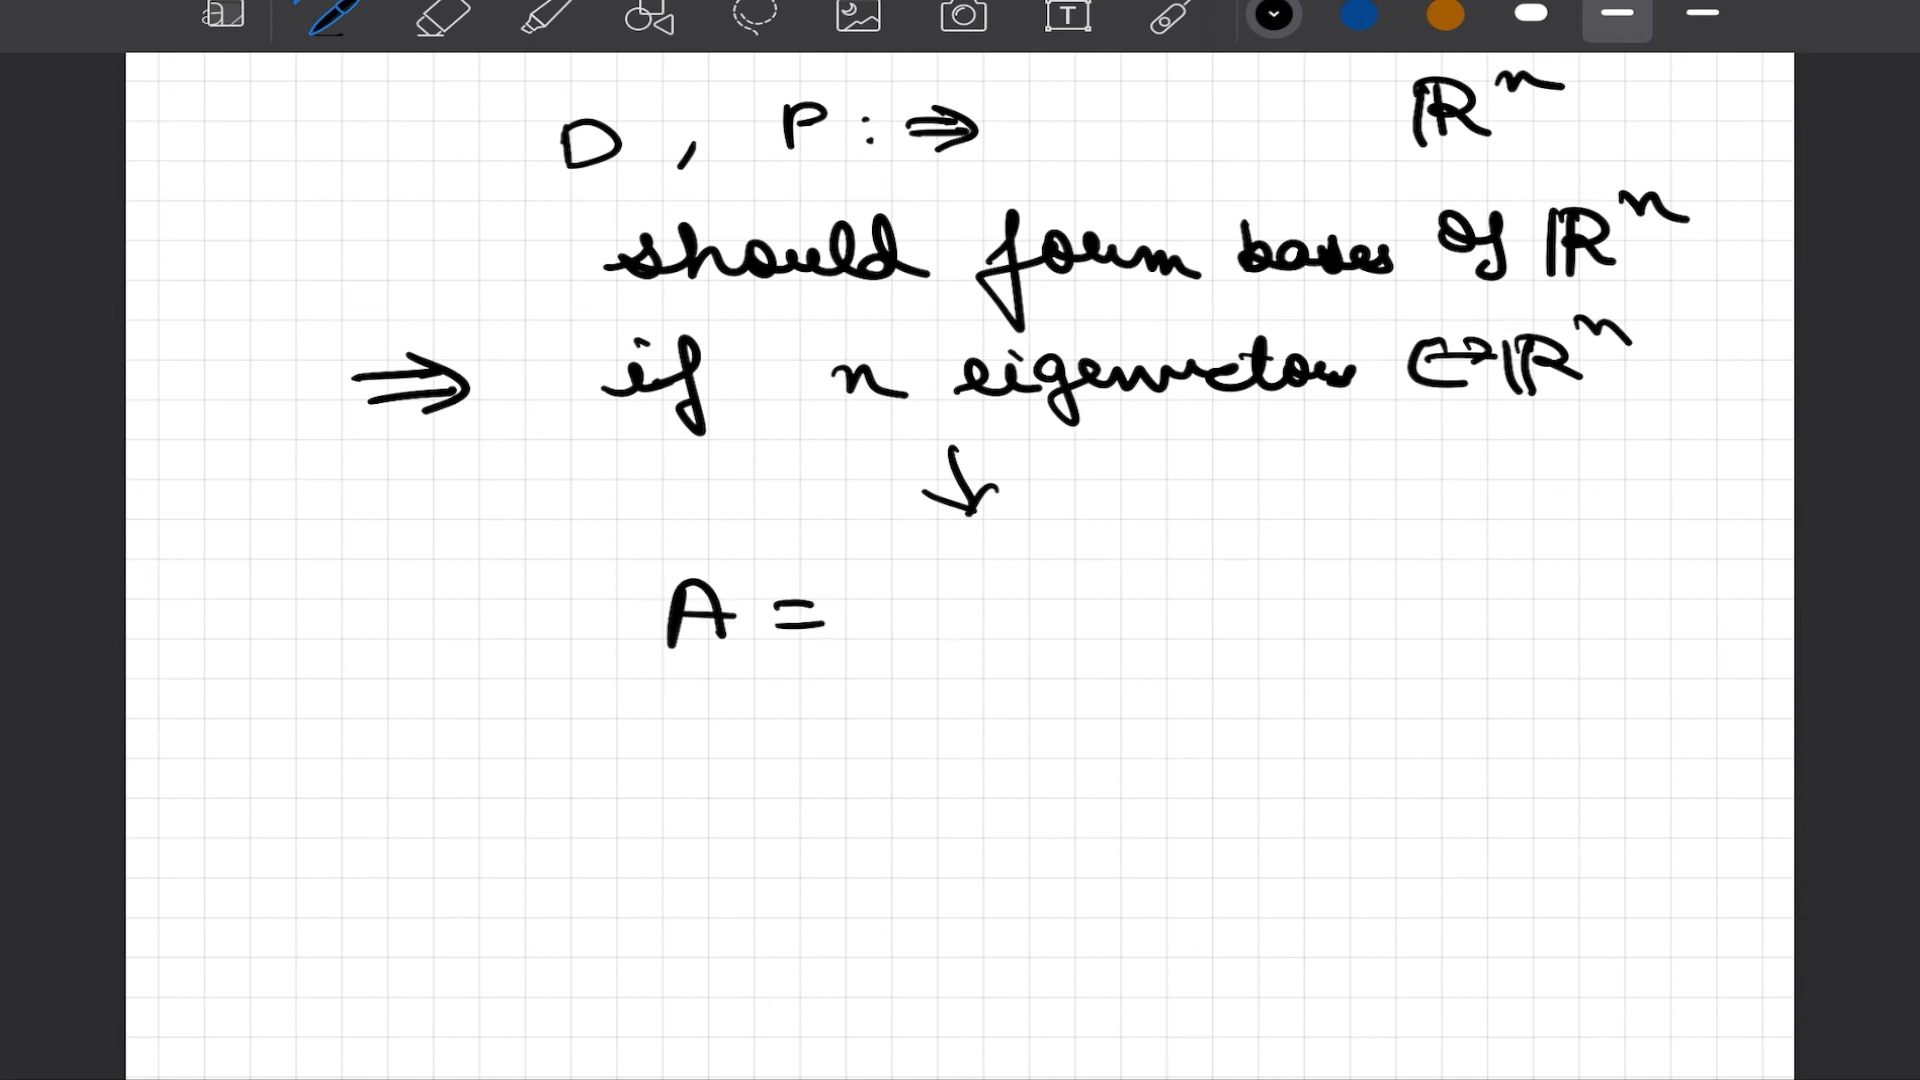 D , P : ⇒ ℝⁿ
should form bases of ℝⁿ
⇒ if n eigenvectors ↔ ℝⁿ
↓
A =